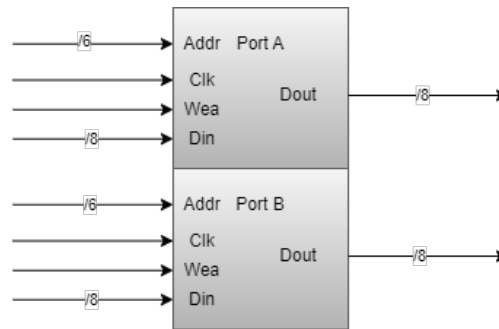 /6
Addr Port A
Clk
Dout
/8
Wea
/8
Din
/6
Addr Port B
Clk
Dout
/8
Wea
/8
Din